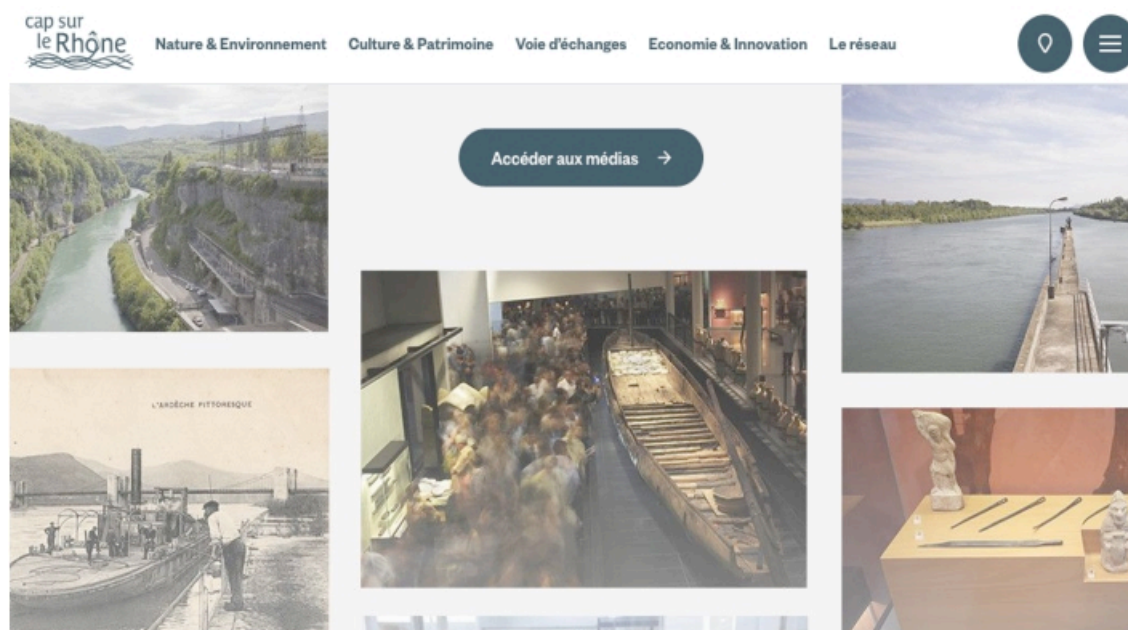 cap sur
le Rhône
Nature & Environnement
Culture & Patrimoine
Voie d'échanges
Economie & Innovation
Le réseau
Accéder aux médias
L'ARDÈCHE PITTORESQUE